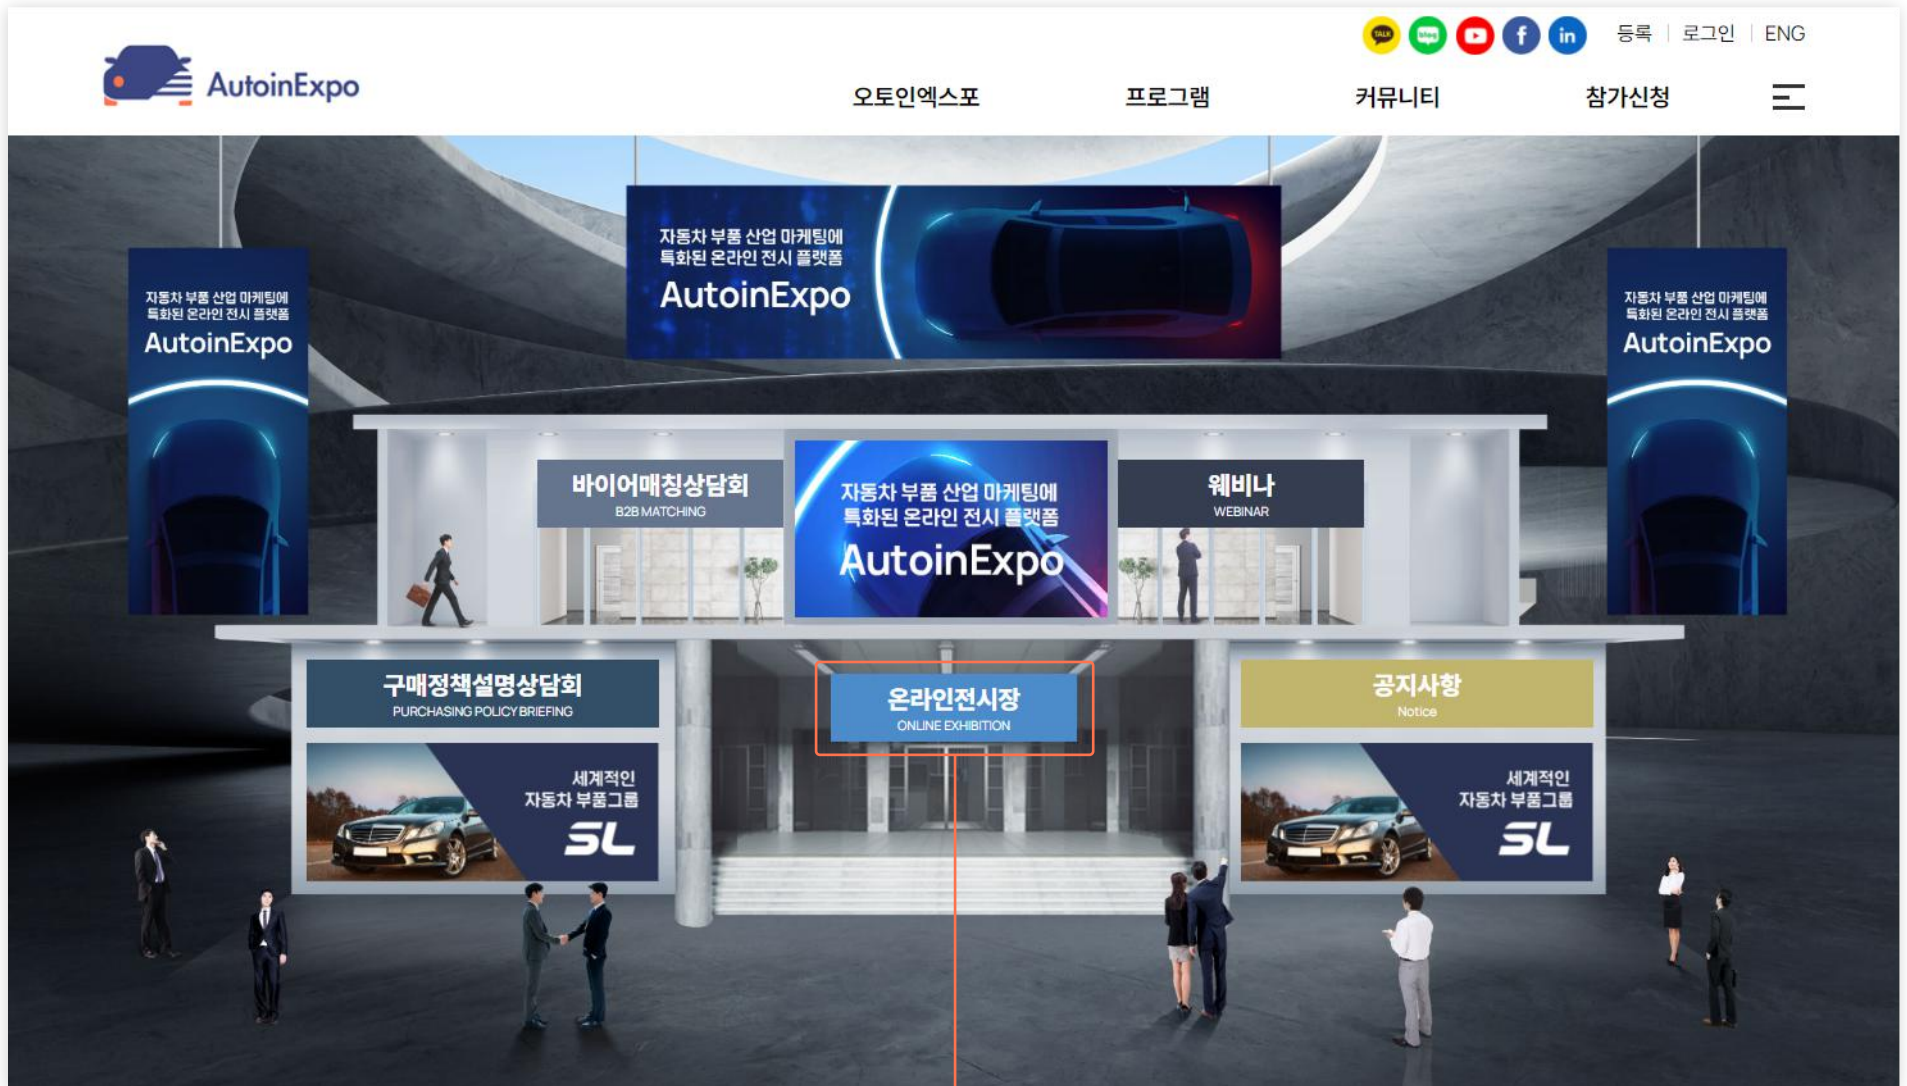 TALK
blog
f
in
등록
로그인
ENG
AutoinExpo
오토인엑스포
프로그램
커뮤니티
참가신청
자동차 부품 산업 마케팅에
특화된 온라인 전시 플랫폼
AutoinExpo
자동차 부품 산업 마케팅에
특화된 온라인 전시 플랫폼
AutoinExpo
자동차 부품 산업 마케팅에
특화된 온라인 전시 플랫폼
AutoinExpo
바이어매칭상담회
B2B MATCHING
자동차 부품 산업 마케팅에
특화된 온라인 전시 플랫폼
AutoinExpo
웨비나
WEBINAR
구매정책설명상담회
PURCHASING POLICY BRIEFING
온라인전시장
ONLINE EXHIBITION
공지사항
Notice
세계적인
자동차 부품그룹
SL
세계적인
자동차 부품그룹
SL